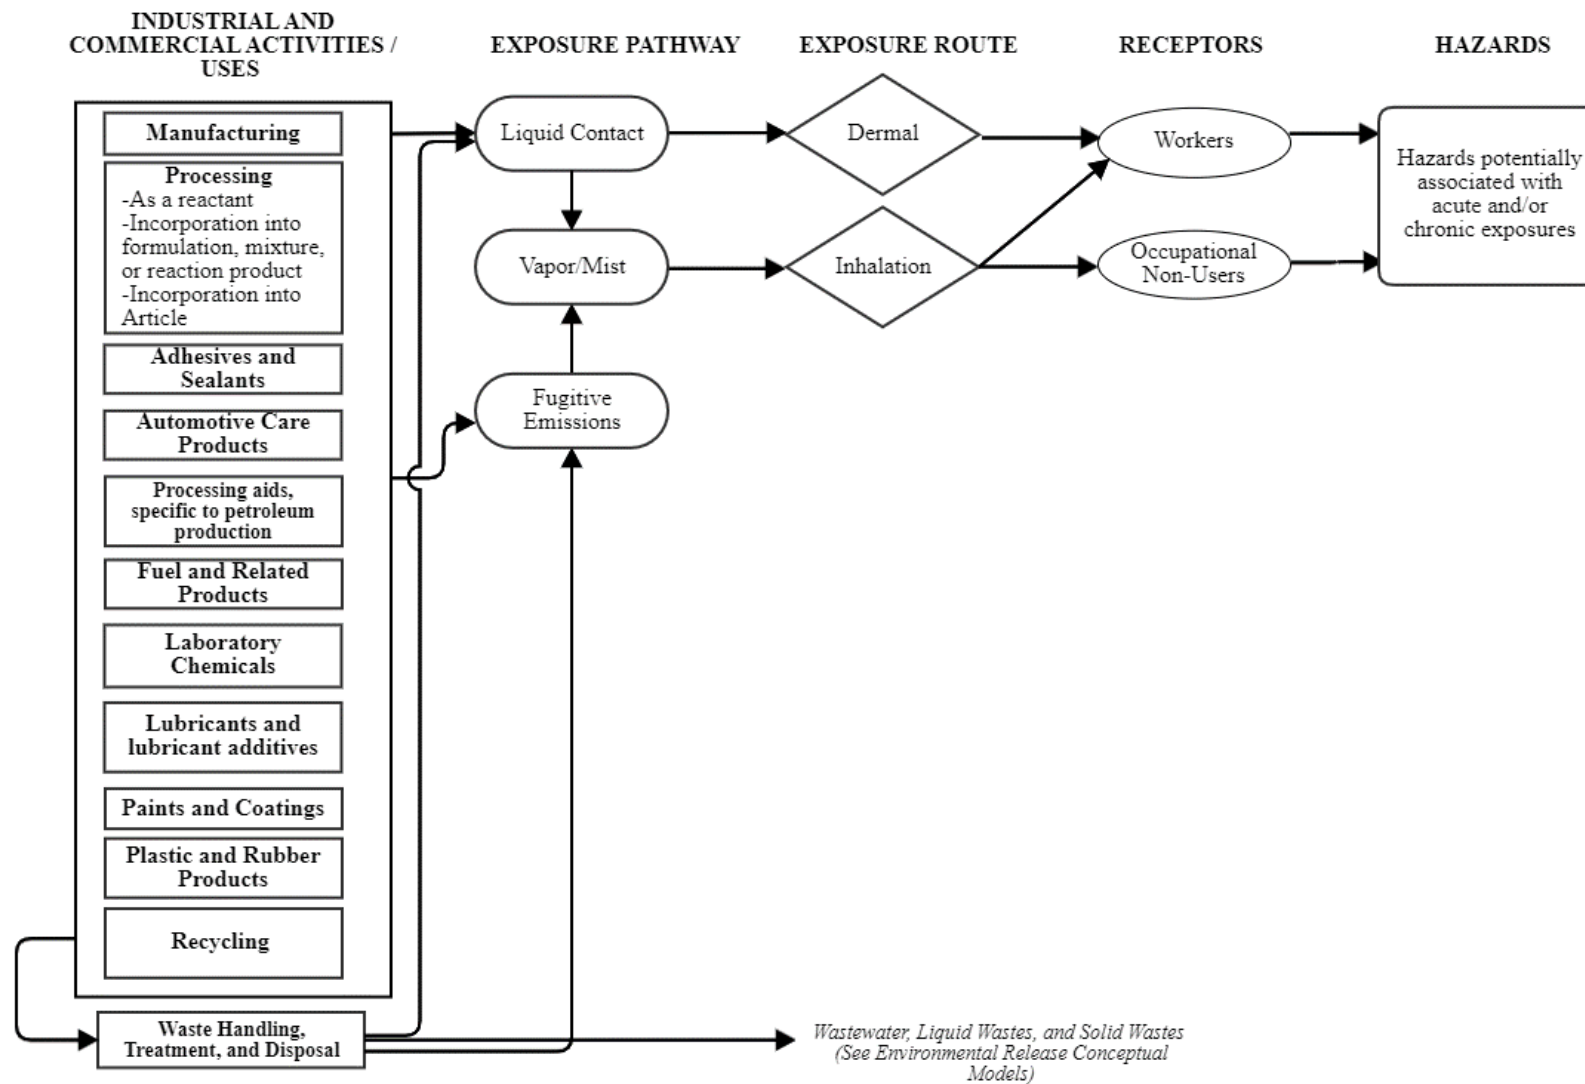 INDUSTRIAL AND
COMMERCIAL ACTIVITIES /
USES
EXPOSURE PATHWAY
EXPOSURE ROUTE
RECEPTORS
HAZARDS
Manufacturing
Processing
-As a reactant
-Incorporation into
formulation, mixture,
or reaction product
-Incorporation into
Article
Adhesives and
Sealants
Automotive Care
Products
Processing aids,
specific to petroleum
production
Fuel and Related
Products
Laboratory
Chemicals
Lubricants and
lubricant additives
Paints and Coatings
Plastic and Rubber
Products
Recycling
Waste Handling,
Treatment, and Disposal
Liquid Contact
Vapor/Mist
Fugitive
Emissions
Dermal
Inhalation
Workers
Occupational
Non-Users
Hazards potentially
associated with
acute and/or
chronic exposures
Wastewater, Liquid Wastes, and Solid Wastes
(See Environmental Release Conceptual
Models)